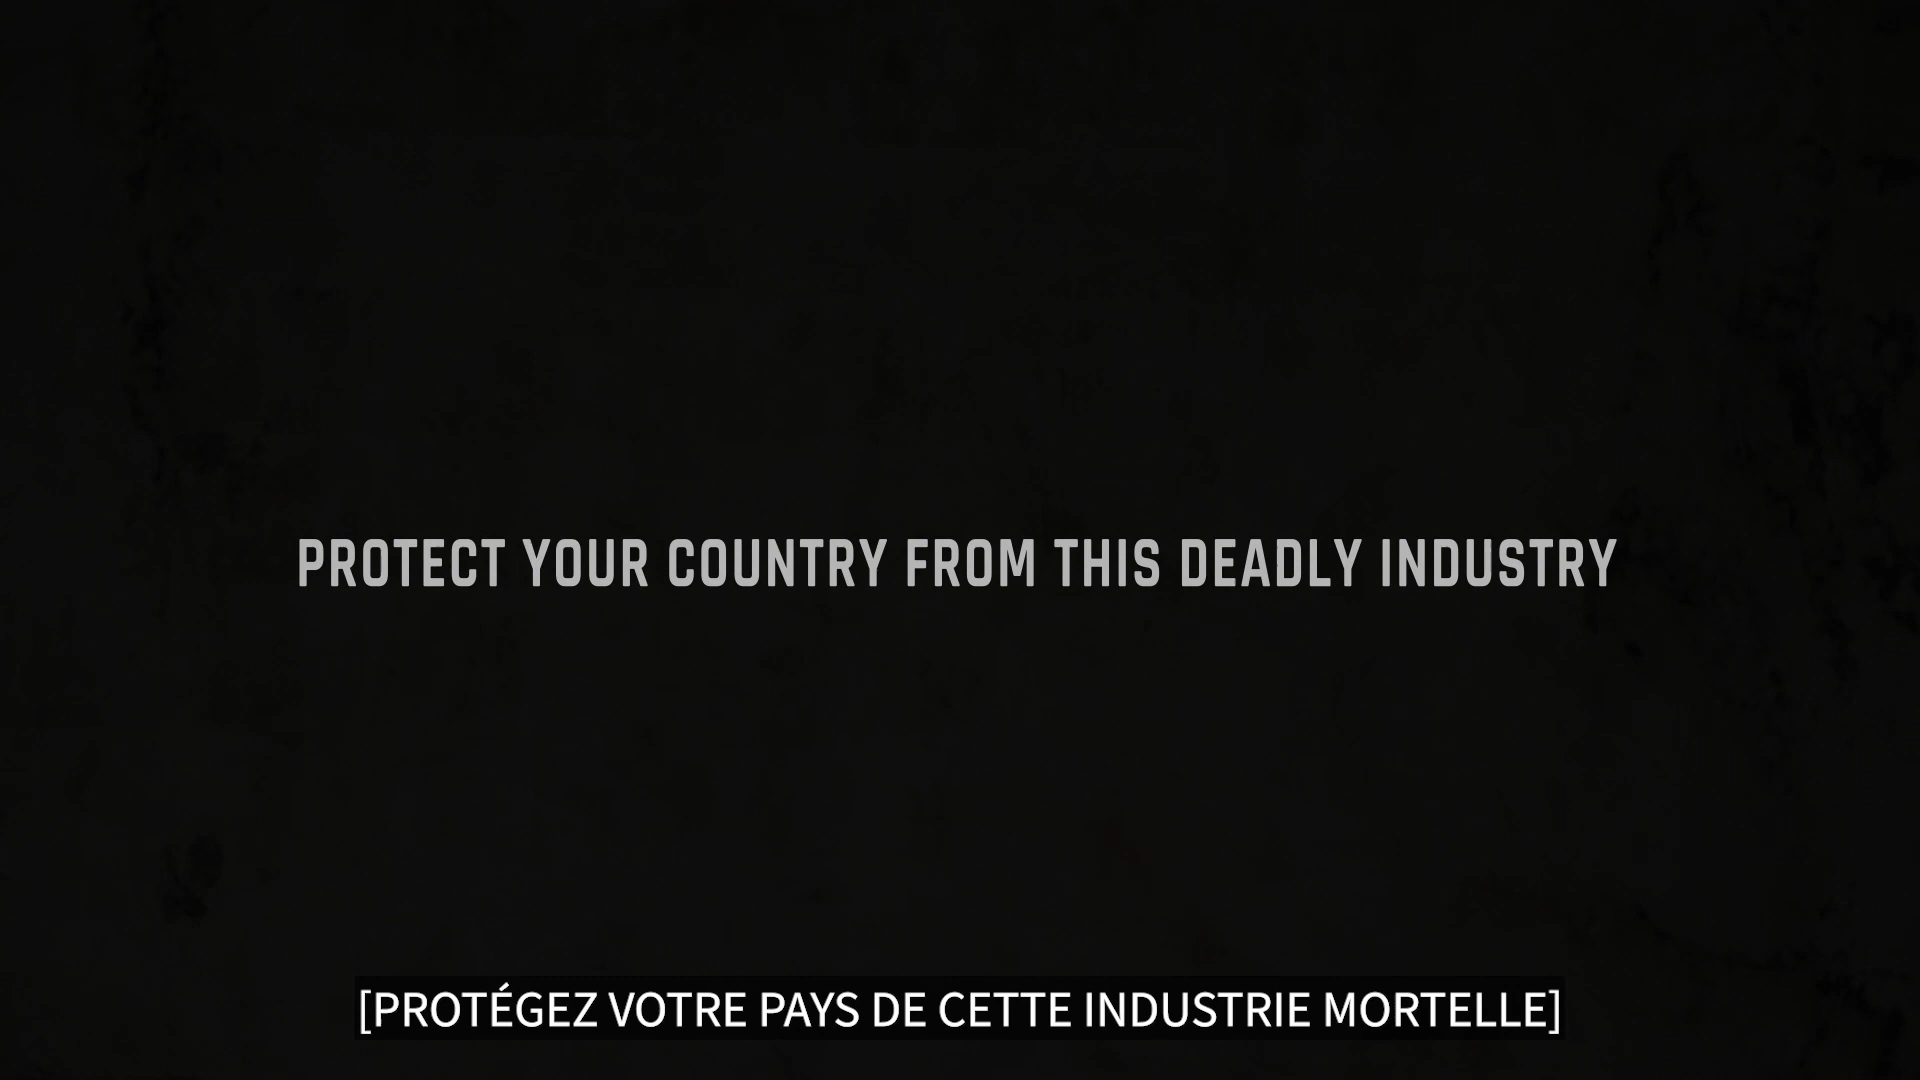 PROTECT YOUR COUNTRY FROM THIS DEADLY INDUSTRY
[PROTÉGEZ VOTRE PAYS DE CETTE INDUSTRIE MORTELLE]